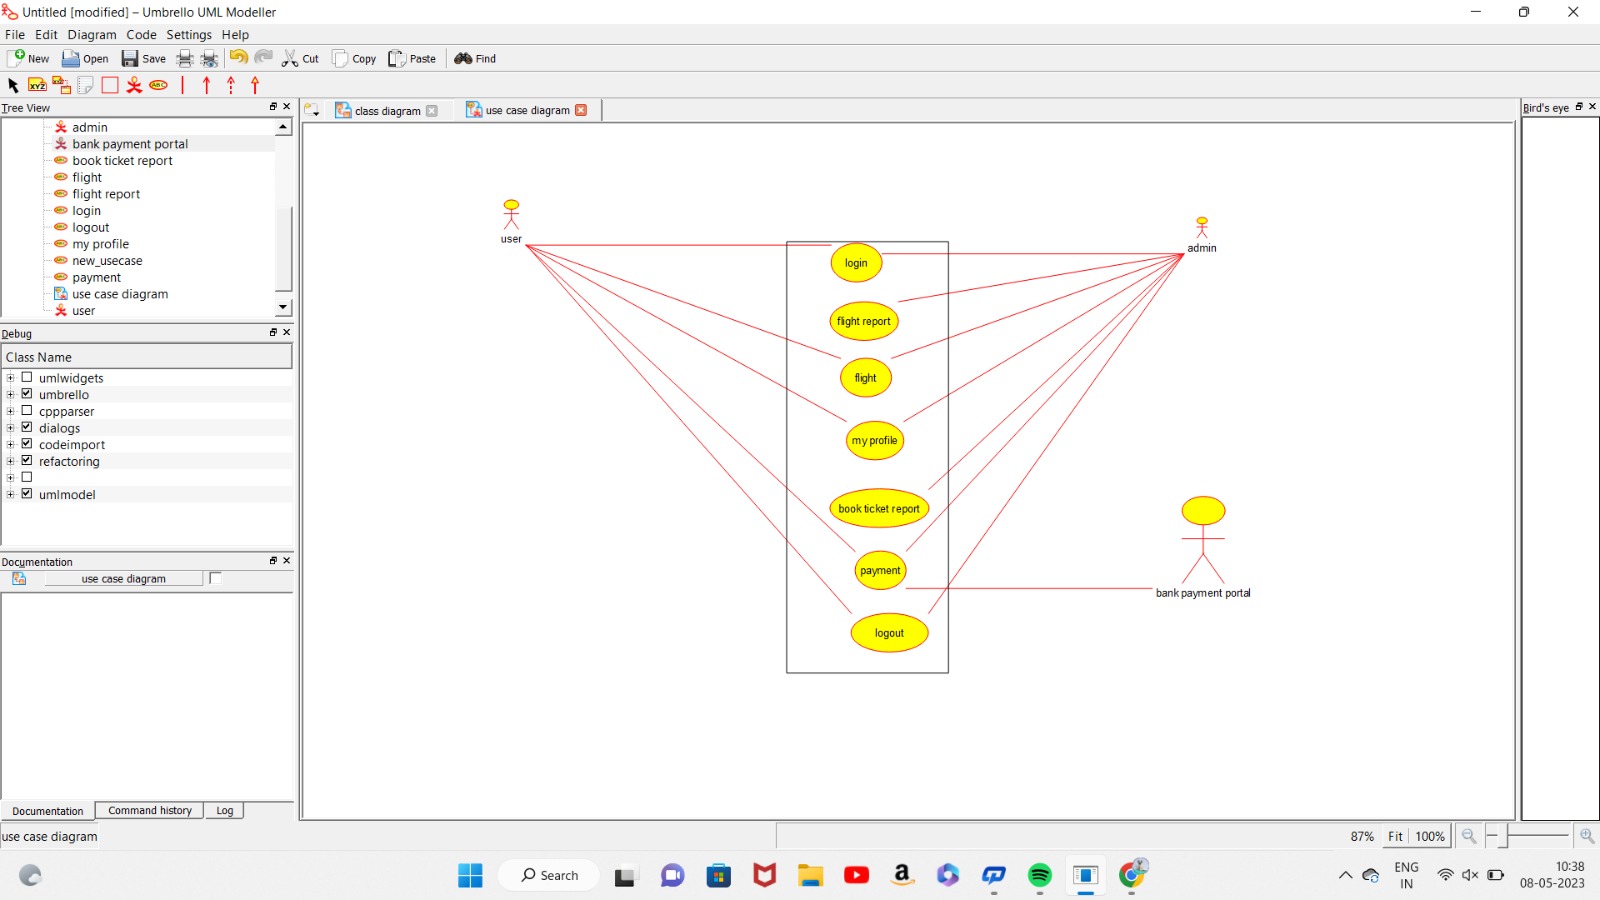 Untitled [modified] – Umbrello UML Modeller
File Edit Diagram Code Settings Help
New Open Save Cut Copy Paste Find
XYZ ABC
Tree View
admin
bank payment portal
book ticket report
flight
flight report
login
logout
my profile
new_usecase
payment
use case diagram
user
Debug
Class Name
umlwidgets
umbrello
cppparser
dialogs
codeimport
refactoring
umlmodel
Documentation
use case diagram
Documentation Command history Log
use case diagram
class diagram use case diagram
user
admin
login
flight report
flight
my profile
book ticket report
payment
logout
bank payment portal
Bird's eye
87% Fit 100%
Search
ENG
IN
10:38
08-05-2023